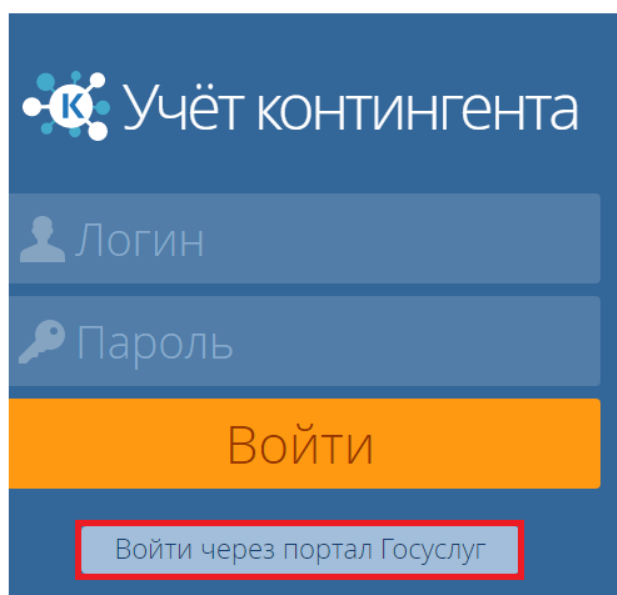 К Учёт контингента
Логин
Пароль
Войти
Войти через портал Госуслуг